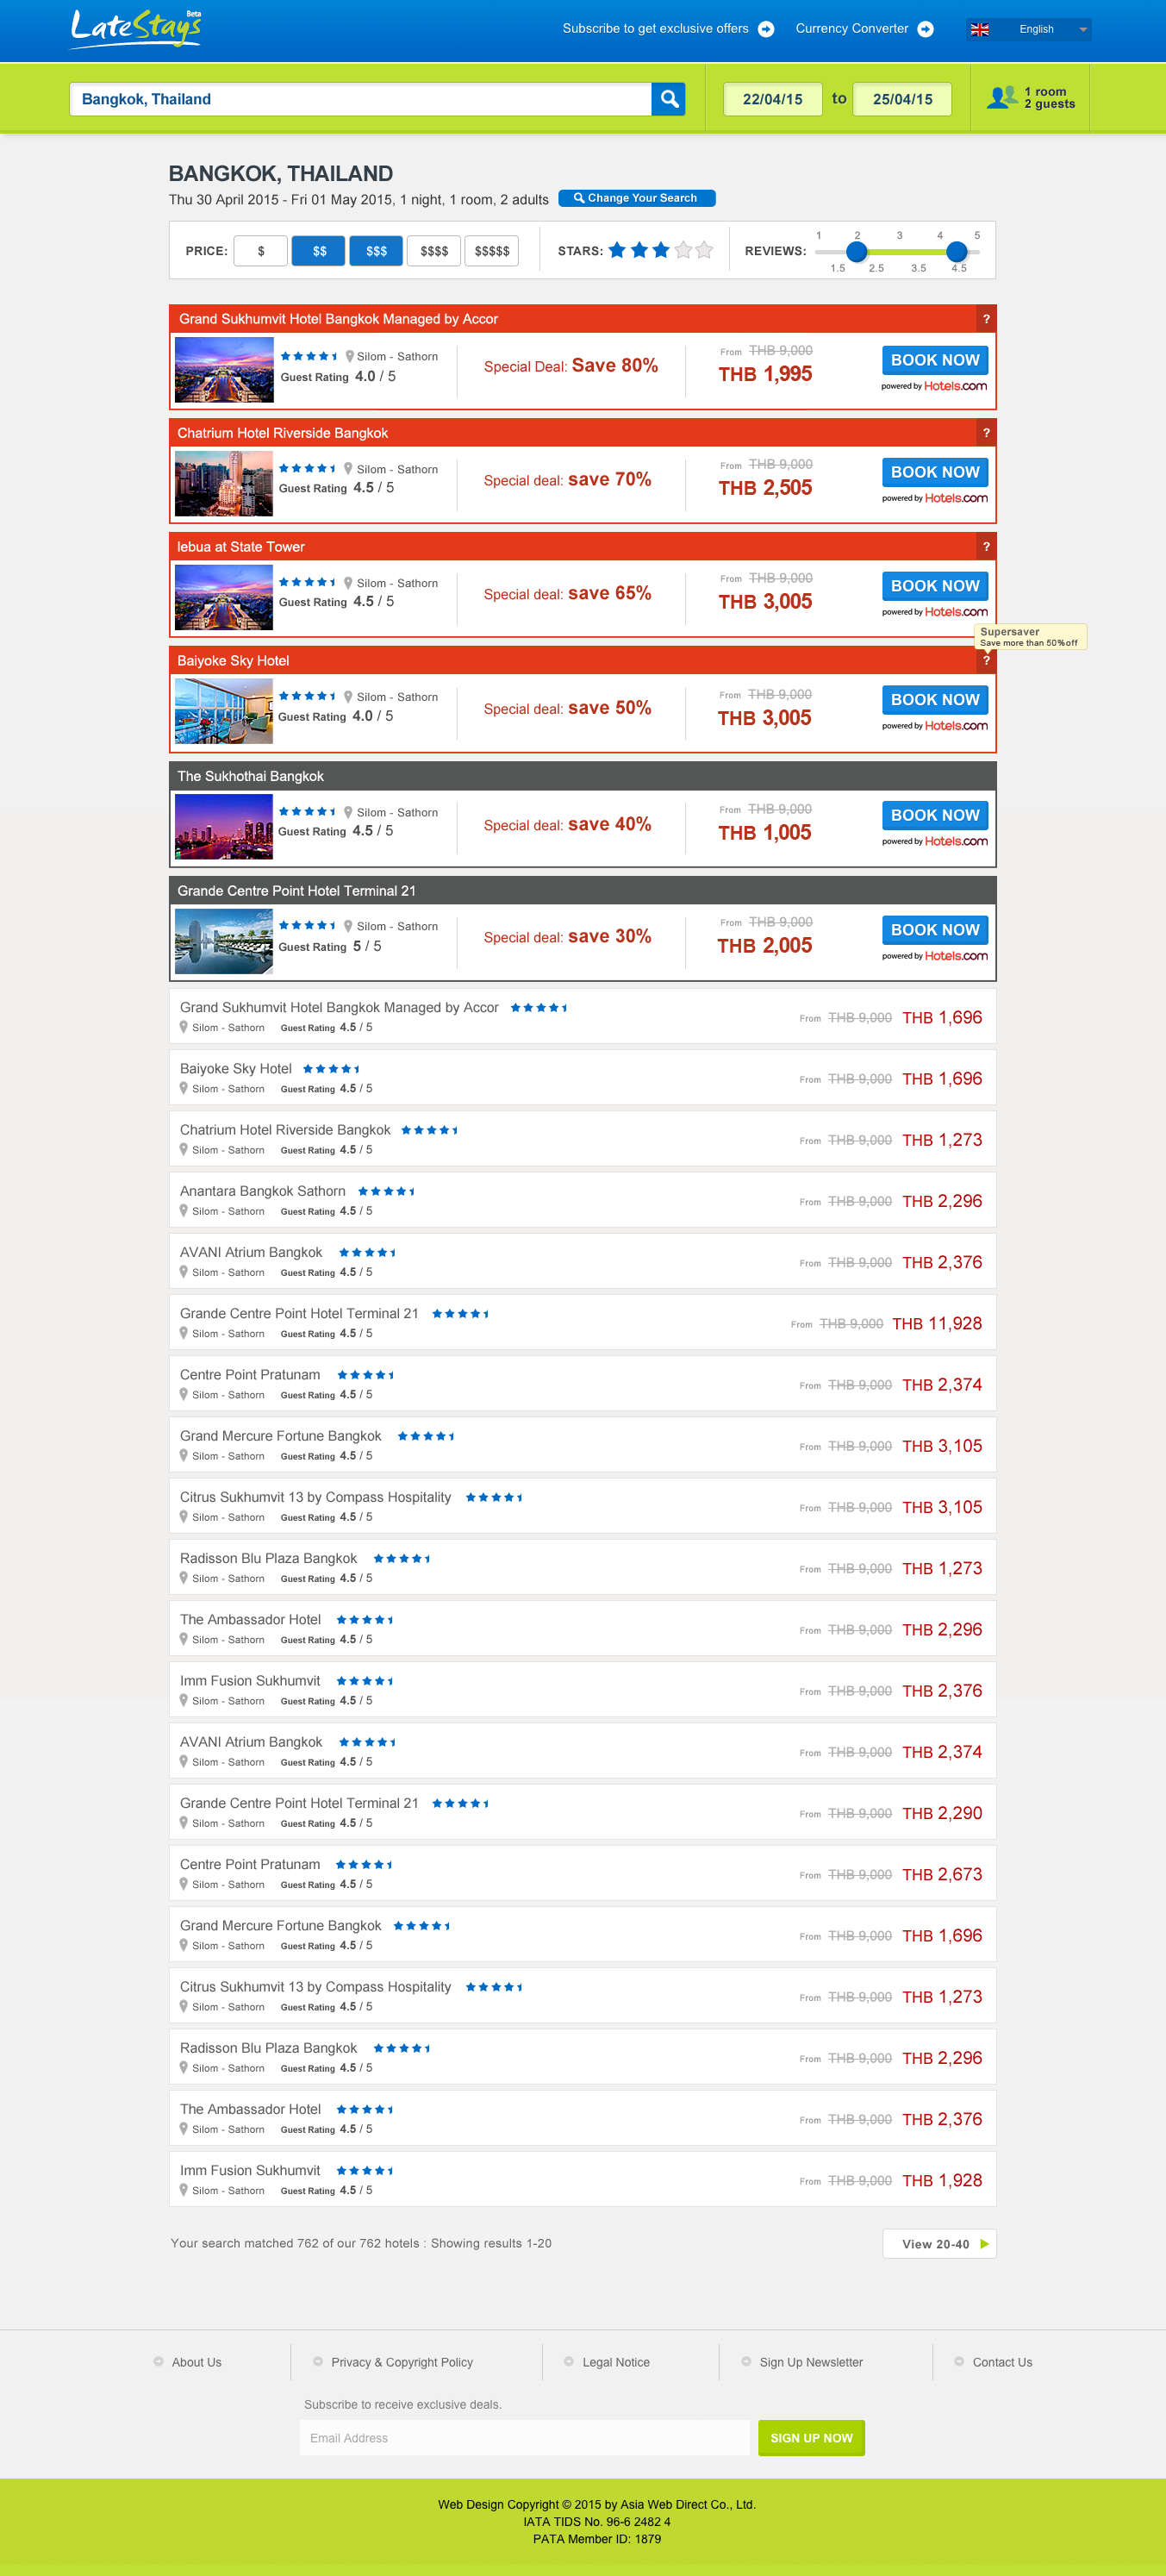 LateStays Beta
Subscribe to get exclusive offers
Currency Converter
English
Bangkok, Thailand
22/04/15 to 25/04/15
1 room
2 guests
BANGKOK, THAILAND
Thu 30 April 2015 - Fri 01 May 2015, 1 night, 1 room, 2 adults Change Your Search
PRICE: $ $$ $$$ $$$$ $$$$$ STARS: REVIEWS:
1 2 3 4 5
1.5 2.5 3.5 4.5
Grand Sukhumvit Hotel Bangkok Managed by Accor ?
Silom - Sathorn
Guest Rating 4.0 / 5
Special Deal: Save 80%
From THB 9,000
THB 1,995
BOOK NOW
powered by Hotels.com
Chatrium Hotel Riverside Bangkok ?
Silom - Sathorn
Guest Rating 4.5 / 5
Special deal: save 70%
From THB 9,000
THB 2,505
BOOK NOW
powered by Hotels.com
lebua at State Tower ?
Silom - Sathorn
Guest Rating 4.5 / 5
Special deal: save 65%
From THB 9,000
THB 3,005
BOOK NOW
powered by Hotels.com
Supersaver
Save more than 50%off
Baiyoke Sky Hotel ?
Silom - Sathorn
Guest Rating 4.0 / 5
Special deal: save 50%
From THB 9,000
THB 3,005
BOOK NOW
powered by Hotels.com
The Sukhothai Bangkok
Silom - Sathorn
Guest Rating 4.5 / 5
Special deal: save 40%
From THB 9,000
THB 1,005
BOOK NOW
powered by Hotels.com
Grande Centre Point Hotel Terminal 21
Silom - Sathorn
Guest Rating 5 / 5
Special deal: save 30%
From THB 9,000
THB 2,005
BOOK NOW
powered by Hotels.com
Grand Sukhumvit Hotel Bangkok Managed by Accor
Silom - Sathorn Guest Rating 4.5 / 5
From THB 9,000 THB 1,696
Baiyoke Sky Hotel
Silom - Sathorn Guest Rating 4.5 / 5
From THB 9,000 THB 1,696
Chatrium Hotel Riverside Bangkok
Silom - Sathorn Guest Rating 4.5 / 5
From THB 9,000 THB 1,273
Anantara Bangkok Sathorn
Silom - Sathorn Guest Rating 4.5 / 5
From THB 9,000 THB 2,296
AVANI Atrium Bangkok
Silom - Sathorn Guest Rating 4.5 / 5
From THB 9,000 THB 2,376
Grande Centre Point Hotel Terminal 21
Silom - Sathorn Guest Rating 4.5 / 5
From THB 9,000 THB 11,928
Centre Point Pratunam
Silom - Sathorn Guest Rating 4.5 / 5
From THB 9,000 THB 2,374
Grand Mercure Fortune Bangkok
Silom - Sathorn Guest Rating 4.5 / 5
From THB 9,000 THB 3,105
Citrus Sukhumvit 13 by Compass Hospitality
Silom - Sathorn Guest Rating 4.5 / 5
From THB 9,000 THB 3,105
Radisson Blu Plaza Bangkok
Silom - Sathorn Guest Rating 4.5 / 5
From THB 9,000 THB 1,273
The Ambassador Hotel
Silom - Sathorn Guest Rating 4.5 / 5
From THB 9,000 THB 2,296
Imm Fusion Sukhumvit
Silom - Sathorn Guest Rating 4.5 / 5
From THB 9,000 THB 2,376
AVANI Atrium Bangkok
Silom - Sathorn Guest Rating 4.5 / 5
From THB 9,000 THB 2,374
Grande Centre Point Hotel Terminal 21
Silom - Sathorn Guest Rating 4.5 / 5
From THB 9,000 THB 2,290
Centre Point Pratunam
Silom - Sathorn Guest Rating 4.5 / 5
From THB 9,000 THB 2,673
Grand Mercure Fortune Bangkok
Silom - Sathorn Guest Rating 4.5 / 5
From THB 9,000 THB 1,696
Citrus Sukhumvit 13 by Compass Hospitality
Silom - Sathorn Guest Rating 4.5 / 5
From THB 9,000 THB 1,273
Radisson Blu Plaza Bangkok
Silom - Sathorn Guest Rating 4.5 / 5
From THB 9,000 THB 2,296
The Ambassador Hotel
Silom - Sathorn Guest Rating 4.5 / 5
From THB 9,000 THB 2,376
Imm Fusion Sukhumvit
Silom - Sathorn Guest Rating 4.5 / 5
From THB 9,000 THB 1,928
Your search matched 762 of our 762 hotels : Showing results 1-20
View 20-40
About Us
Privacy & Copyright Policy
Legal Notice
Sign Up Newsletter
Contact Us
Subscribe to receive exclusive deals.
Email Address
SIGN UP NOW
Web Design Copyright © 2015 by Asia Web Direct Co., Ltd.
IATA TIDS No. 96-6 2482 4
PATA Member ID: 1879